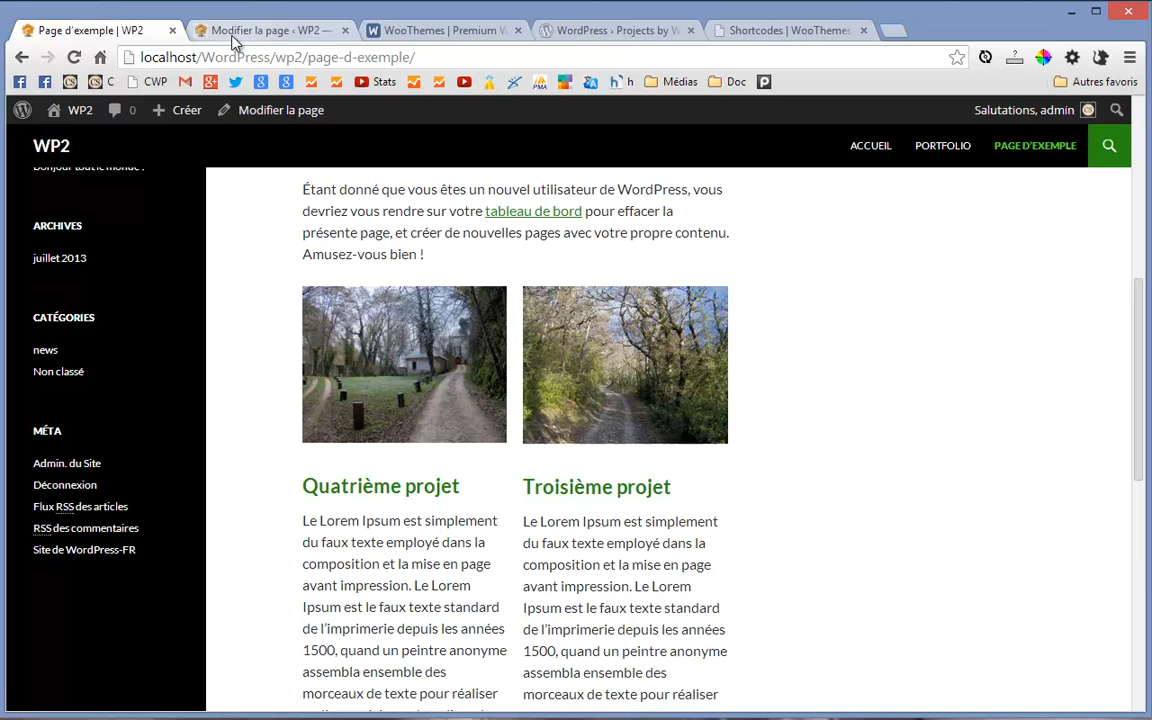 Page d'exemple | WP2
Modifier la page ‹ WP2 —
WooThemes | Premium W
WordPress › Projects by W
Shortcodes | WooThemes
localhost/WordPress/wp2/page-d-exemple/
CWP
Stats
h
Médias
Doc
Autres favoris
WP2
0
Créer
Modifier la page
Salutations, admin
WP2
ACCUEIL
PORTFOLIO
PAGE D'EXEMPLE
Bonjour tout le monde !
ARCHIVES
juillet 2013
CATÉGORIES
news
Non classé
MÉTA
Admin. du Site
Déconnexion
Flux RSS des articles
RSS des commentaires
Site de WordPress-FR
Étant donné que vous êtes un nouvel utilisateur de WordPress, vous
devriez vous rendre sur votre tableau de bord pour effacer la
présente page, et créer de nouvelles pages avec votre propre contenu.
Amusez-vous bien !
Quatrième projet
Le Lorem Ipsum est simplement
du faux texte employé dans la
composition et la mise en page
avant impression. Le Lorem
Ipsum est le faux texte standard
de l'imprimerie depuis les années
1500, quand un peintre anonyme
assembla ensemble des
morceaux de texte pour réaliser
Troisième projet
Le Lorem Ipsum est simplement
du faux texte employé dans la
composition et la mise en page
avant impression. Le Lorem
Ipsum est le faux texte standard
de l'imprimerie depuis les années
1500, quand un peintre anonyme
assembla ensemble des
morceaux de texte pour réaliser